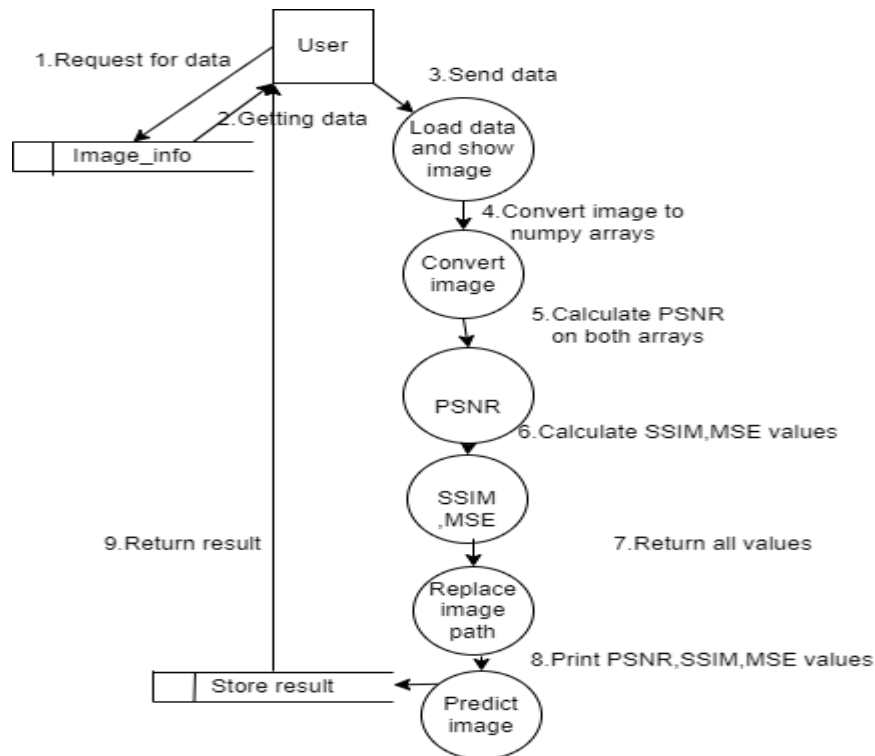 User
1.Request for data
3.Send data
2.Getting data
Image_info
Load data
and show
image
4.Convert image to
numpy arrays
Convert
image
5.Calculate PSNR
on both arrays
PSNR
6.Calculate SSIM,MSE values
SSIM
,MSE
9.Return result
7.Return all values
Replace
image
path
8.Print PSNR,SSIM,MSE values
Store result
Predict
image